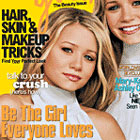 The Beauty Issue
HAIR,
SKIN &
MAKEUP
TRICKS
Find Your Perfect Look
talk to your
crush
Be The Girl
Everyone Loves